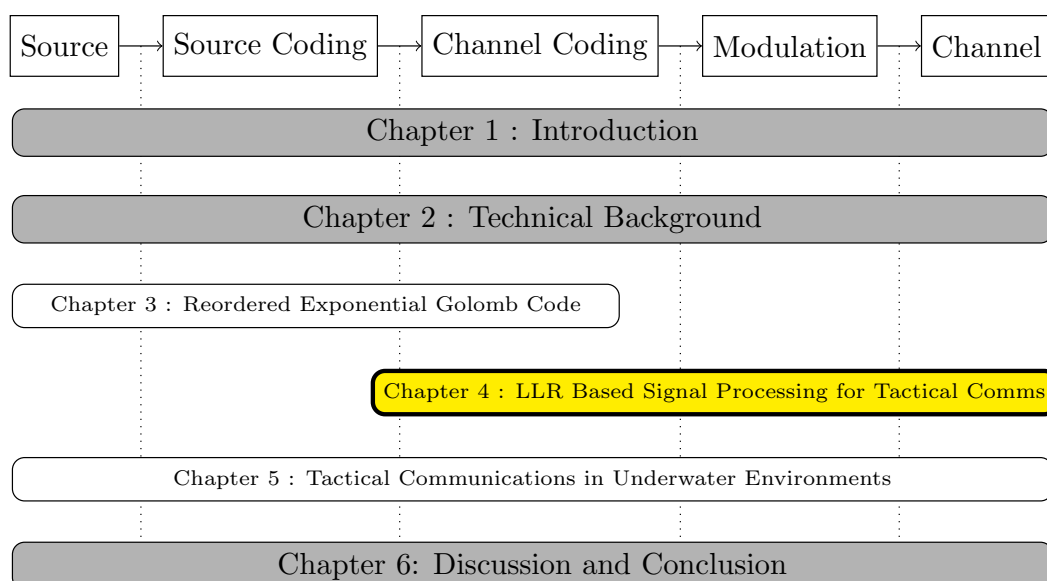 Source Source Coding Channel Coding Modulation Channel
Chapter 1 : Introduction
Chapter 2 : Technical Background
Chapter 3 : Reordered Exponential Golomb Code
Chapter 4 : LLR Based Signal Processing for Tactical Comms
Chapter 5 : Tactical Communications in Underwater Environments
Chapter 6: Discussion and Conclusion